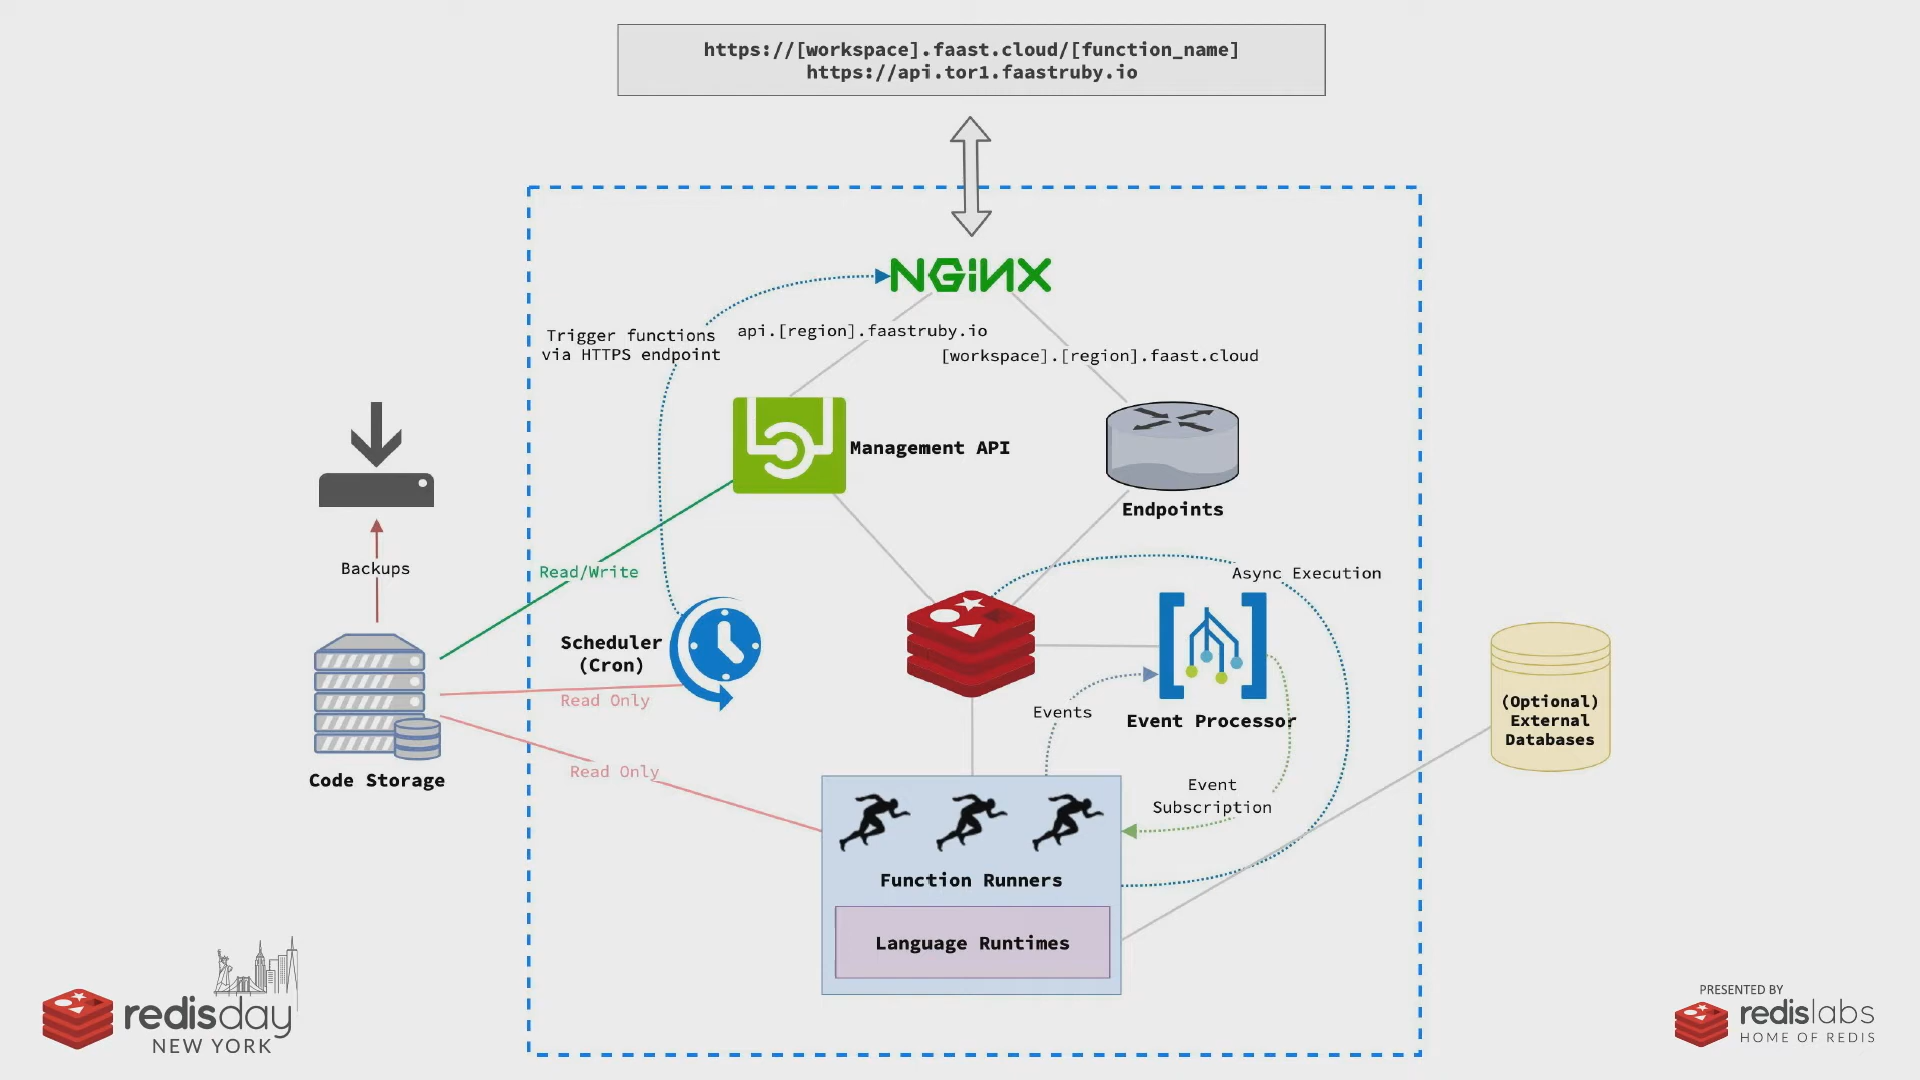 https://[workspace].faast.cloud/[function_name]
https://api.tor1.faastruby.io
NGINX
Trigger functions
via HTTPS endpoint
api.[region].faastruby.io
[workspace].[region].faast.cloud
Management API
Endpoints
Backups
Read/Write
Async Execution
Scheduler
(Cron)
Read Only
Events
Event Processor
(Optional)
External
Databases
Code Storage
Read Only
Event
Subscription
Function Runners
Language Runtimes
redisday
NEW YORK
PRESENTED BY
redislabs
HOME OF REDIS